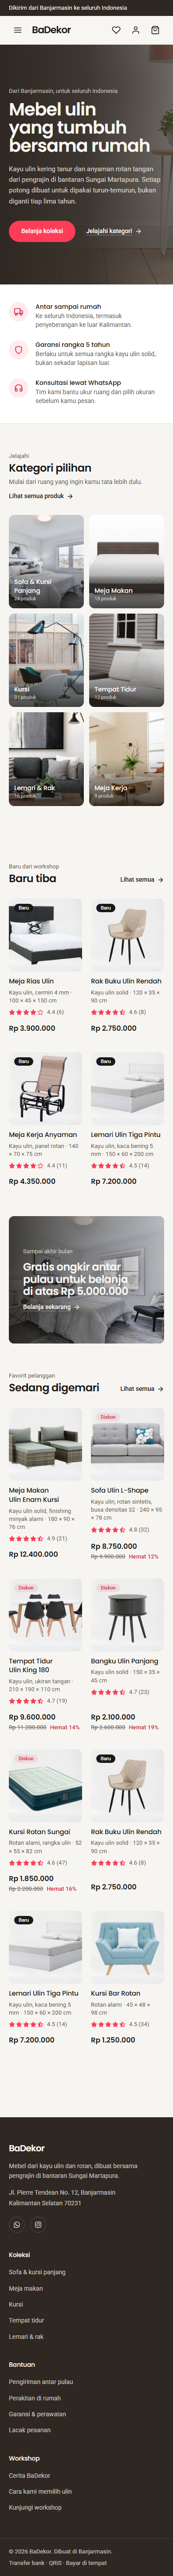 Dikirim dari Banjarmasin ke seluruh Indonesia
BaDekor
Dari Banjarmasin, untuk seluruh Indonesia
Mebel ulin
yang tumbuh
bersama rumah
Kayu ulin kering tanur dan anyaman rotan
dari pengrajin di bantaran Sungai Martapura. Setiap
potong dibuat untuk dipakai turun-temurun, bukan
diganti tiap lima tahun.
Belanja koleksi
Jelajahi kategori →
Antar sampai rumah
Ke seluruh Indonesia, termasuk
penyeberangan ke luar Kalimantan.
Garansi rangka 5 tahun
Berlaku untuk semua rangka kayu ulin solid,
bukan sekadar lapisan luar.
Konsultasi lewat WhatsApp
Tim kami bantu ukur ruang dan pilih ukuran
sebelum kamu pesan.
Jelajahi
Kategori pilihan
Mulai dari ruang yang ingin kamu tata lebih dulu.
Lihat semua produk →
Sofa & Kursi
Panjang
24 produk
Meja Makan
18 produk
Kursi
31 produk
Tempat Tidur
12 produk
Lemari & Rak
16 produk
Meja Kerja
9 produk
Baru dari workshop
Baru tiba
Lihat semua →
Baru
Meja Rias Ulin
Kayu ulin, cermin 4 mm ·
100 × 45 × 150 cm
4.4 (6)
Rp 3.900.000
Baru
Rak Buku Ulin Rendah
Kayu ulin solid · 120 × 35 ×
90 cm
4.6 (8)
Rp 2.750.000
Baru
Meja Kerja Anyaman
Kayu ulin, panel rotan · 140
× 70 × 75 cm
4.4 (11)
Rp 4.350.000
Baru
Lemari Ulin Tiga Pintu
Kayu ulin, kaca bening 5
mm · 150 × 60 × 200 cm
4.5 (14)
Rp 7.200.000
Sampai akhir bulan
Gratis ongkir antar
pulau untuk belanja
di atas Rp 5.000.000
Belanja sekarang →
Favorit pelanggan
Sedang digemari
Lihat semua →
Meja Makan
Ulin Enam Kursi
Kayu ulin solid, finishing
minyak alami · 180 × 90 ×
76 cm
4.9 (21)
Rp 12.400.000
Diskon
Sofa Ulin L-Shape
Kayu ulin, rotan sintetis,
busa densitas 32 · 240 × 95
× 78 cm
4.8 (32)
Rp 8.750.000
Rp 9.900.000 Hemat 12%
Diskon
Tempat Tidur
Ulin King 180
Kayu ulin, ukiran tangan ·
210 × 190 × 110 cm
4.7 (19)
Rp 9.600.000
Rp 11.200.000 Hemat 14%
Diskon
Bangku Ulin Panjang
Kayu ulin solid · 150 × 35 ×
45 cm
4.7 (23)
Rp 2.100.000
Rp 2.600.000 Hemat 19%
Diskon
Kursi Rotan Sungai
Rotan alami, rangka ulin · 52
× 55 × 82 cm
4.6 (47)
Rp 1.850.000
Rp 2.200.000 Hemat 16%
Baru
Rak Buku Ulin Rendah
Kayu ulin solid · 120 × 35 ×
90 cm
4.6 (8)
Rp 2.750.000
Baru
Lemari Ulin Tiga Pintu
Kayu ulin, kaca bening 5
mm · 150 × 60 × 200 cm
4.5 (14)
Rp 7.200.000
Kursi Bar Rotan
Rotan alami · 45 × 48 ×
98 cm
4.5 (34)
Rp 1.250.000
BaDekor
Mebel dari kayu ulin dan rotan, dibuat bersama
pengrajin di bantaran Sungai Martapura.
Jl. Pierre Tendean No. 12, Banjarmasin
Kalimantan Selatan 70231
Koleksi
Sofa & kursi panjang
Meja makan
Kursi
Tempat tidur
Lemari & rak
Bantuan
Pengiriman antar pulau
Perakitan di rumah
Garansi & perawatan
Lacak pesanan
Workshop
Cerita BaDekor
Cara kami memilih ulin
Kunjungi workshop
© 2026 BaDekor. Dibuat di Banjarmasin.
Transfer bank · QRIS · Bayar di tempat